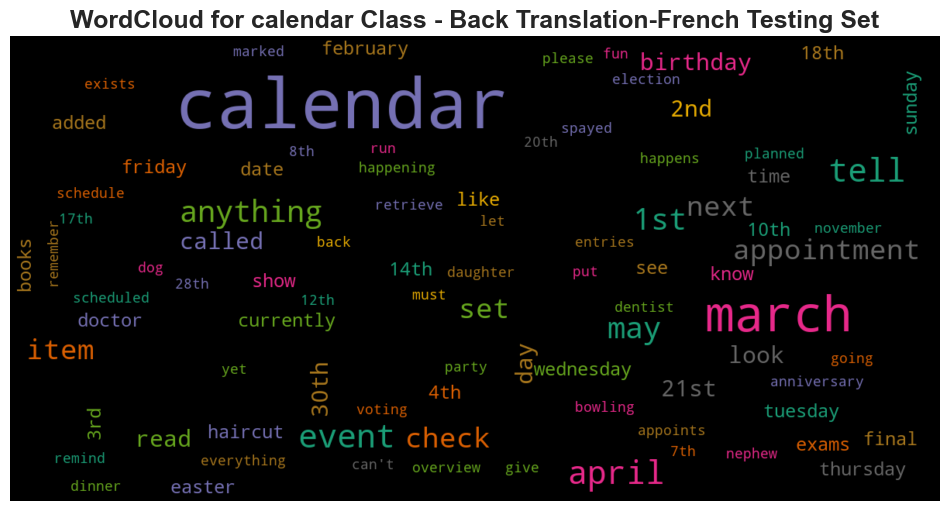 WordCloud for calendar Class - Back Translation-French Testing Set
marked
february
please
fun
birthday
18th
exists
calendar
election
sunday
added
2nd
spayed
20th
8th
run
friday
date
happening
happens
planned
time
tell
schedule
retrieve
like
17th
anything
let
1st
next
10th
november
remember
books
called
back
entries
appointment
dog
28th
show
14th
daughter
put
see
know
scheduled
12th
must
set
dentist
doctor
currently
may
march
item
day
look
going
yet
party
wednesday
anniversary
30th
4th
21st
voting
bowling
tuesday
3rd
read
haircut
event
check
appoints
7th
nephew
exams
final
remind
everything
can't
overview
give
april
thursday
dinner
easter